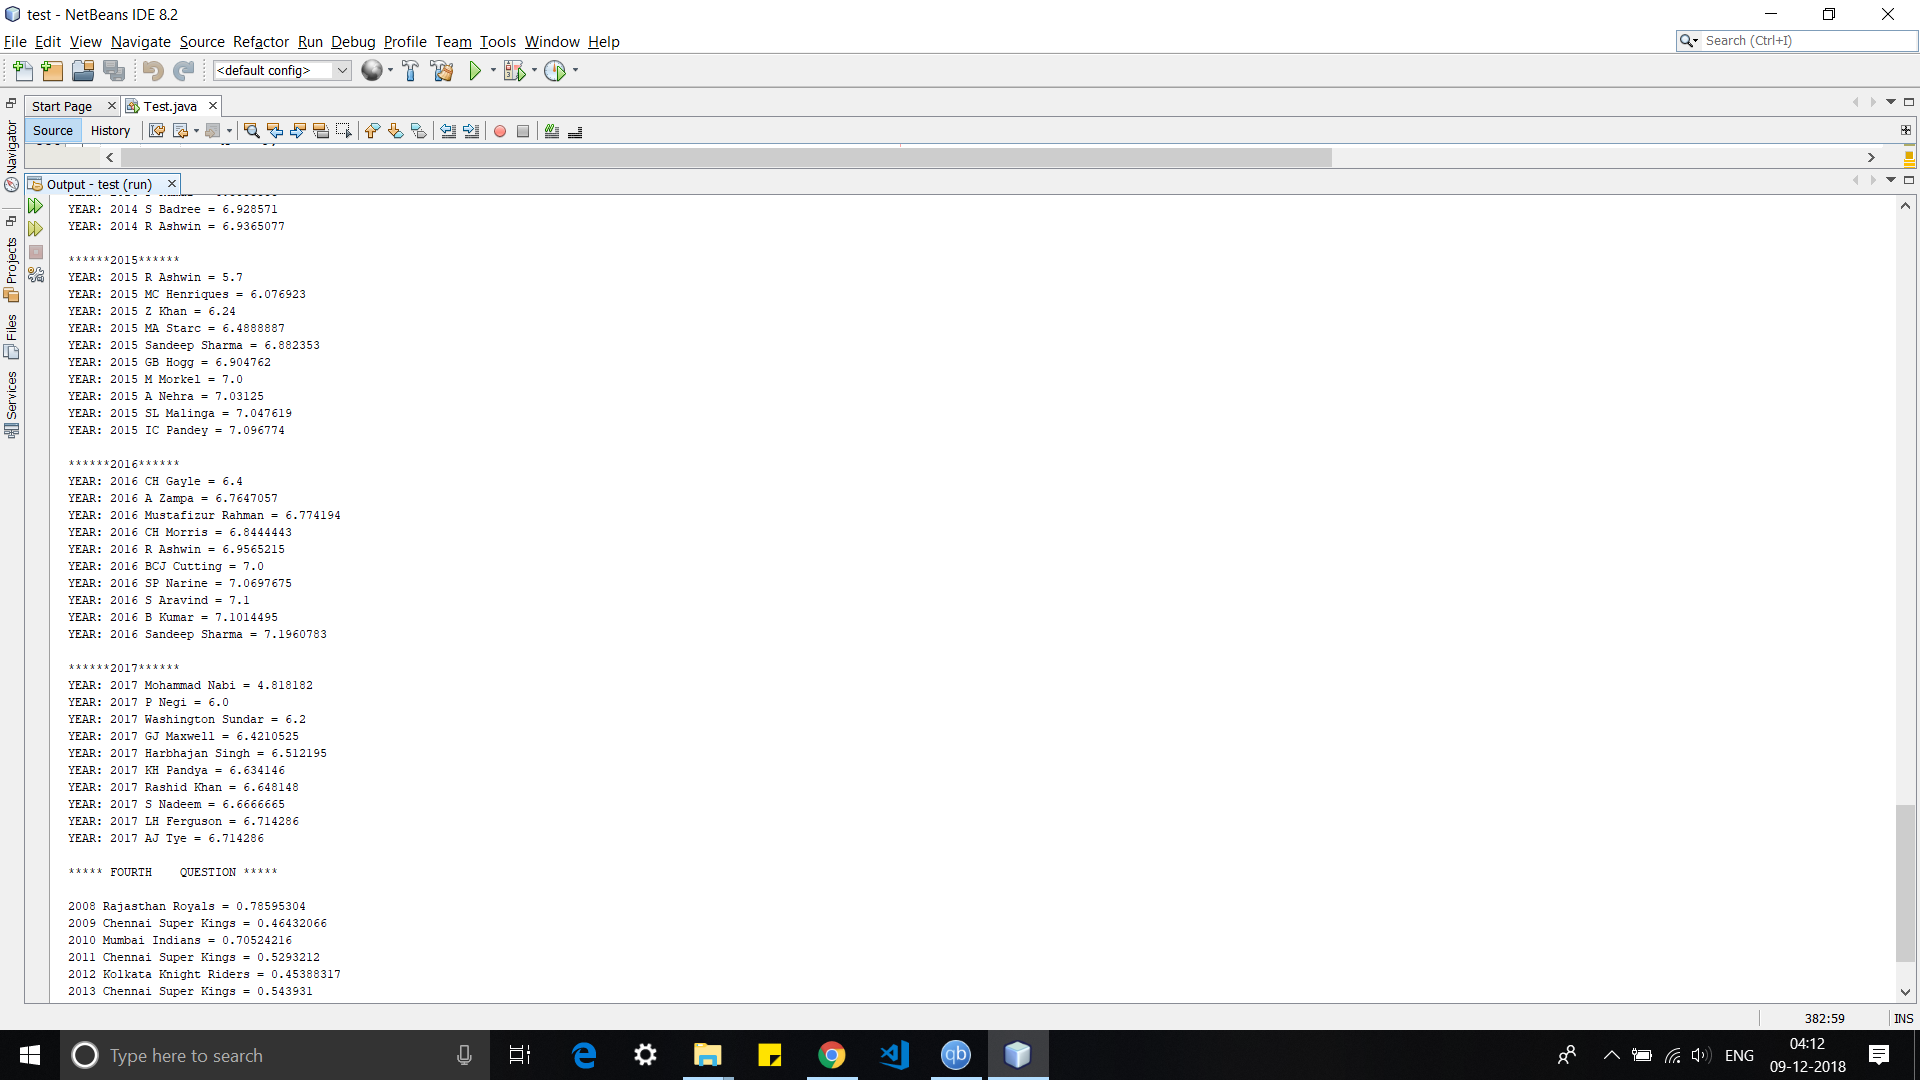 test - NetBeans IDE 8.2
File Edit View Navigate Source Refactor Run Debug Profile Team Tools Window Help
Search (Ctrl+I)
<default config>
Start Page
Test.java
Source History
Navigator
Projects
Files
Services
Output - test (run)
YEAR: 2014 S Badree = 6.928571
YEAR: 2014 R Ashwin = 6.9365077
******2015******
YEAR: 2015 R Ashwin = 5.7
YEAR: 2015 MC Henriques = 6.076923
YEAR: 2015 Z Khan = 6.24
YEAR: 2015 MA Starc = 6.4888887
YEAR: 2015 Sandeep Sharma = 6.882353
YEAR: 2015 GB Hogg = 6.904762
YEAR: 2015 M Morkel = 7.0
YEAR: 2015 A Nehra = 7.03125
YEAR: 2015 SL Malinga = 7.047619
YEAR: 2015 IC Pandey = 7.096774
******2016******
YEAR: 2016 CH Gayle = 6.4
YEAR: 2016 A Zampa = 6.7647057
YEAR: 2016 Mustafizur Rahman = 6.774194
YEAR: 2016 CH Morris = 6.8444443
YEAR: 2016 R Ashwin = 6.9565215
YEAR: 2016 BCJ Cutting = 7.0
YEAR: 2016 SP Narine = 7.0697675
YEAR: 2016 S Aravind = 7.1
YEAR: 2016 B Kumar = 7.1014495
YEAR: 2016 Sandeep Sharma = 7.1960783
******2017******
YEAR: 2017 Mohammad Nabi = 4.818182
YEAR: 2017 P Negi = 6.0
YEAR: 2017 Washington Sundar = 6.2
YEAR: 2017 GJ Maxwell = 6.4210525
YEAR: 2017 Harbhajan Singh = 6.512195
YEAR: 2017 KH Pandya = 6.634146
YEAR: 2017 Rashid Khan = 6.648148
YEAR: 2017 S Nadeem = 6.6666665
YEAR: 2017 LH Ferguson = 6.714286
YEAR: 2017 AJ Tye = 6.714286
***** FOURTH    QUESTION *****
2008 Rajasthan Royals = 0.78595304
2009 Chennai Super Kings = 0.46432066
2010 Mumbai Indians = 0.70524216
2011 Chennai Super Kings = 0.5293212
2012 Kolkata Knight Riders = 0.45388317
2013 Chennai Super Kings = 0.543931
382:59 INS
Type here to search
qb
ENG
04:12
09-12-2018